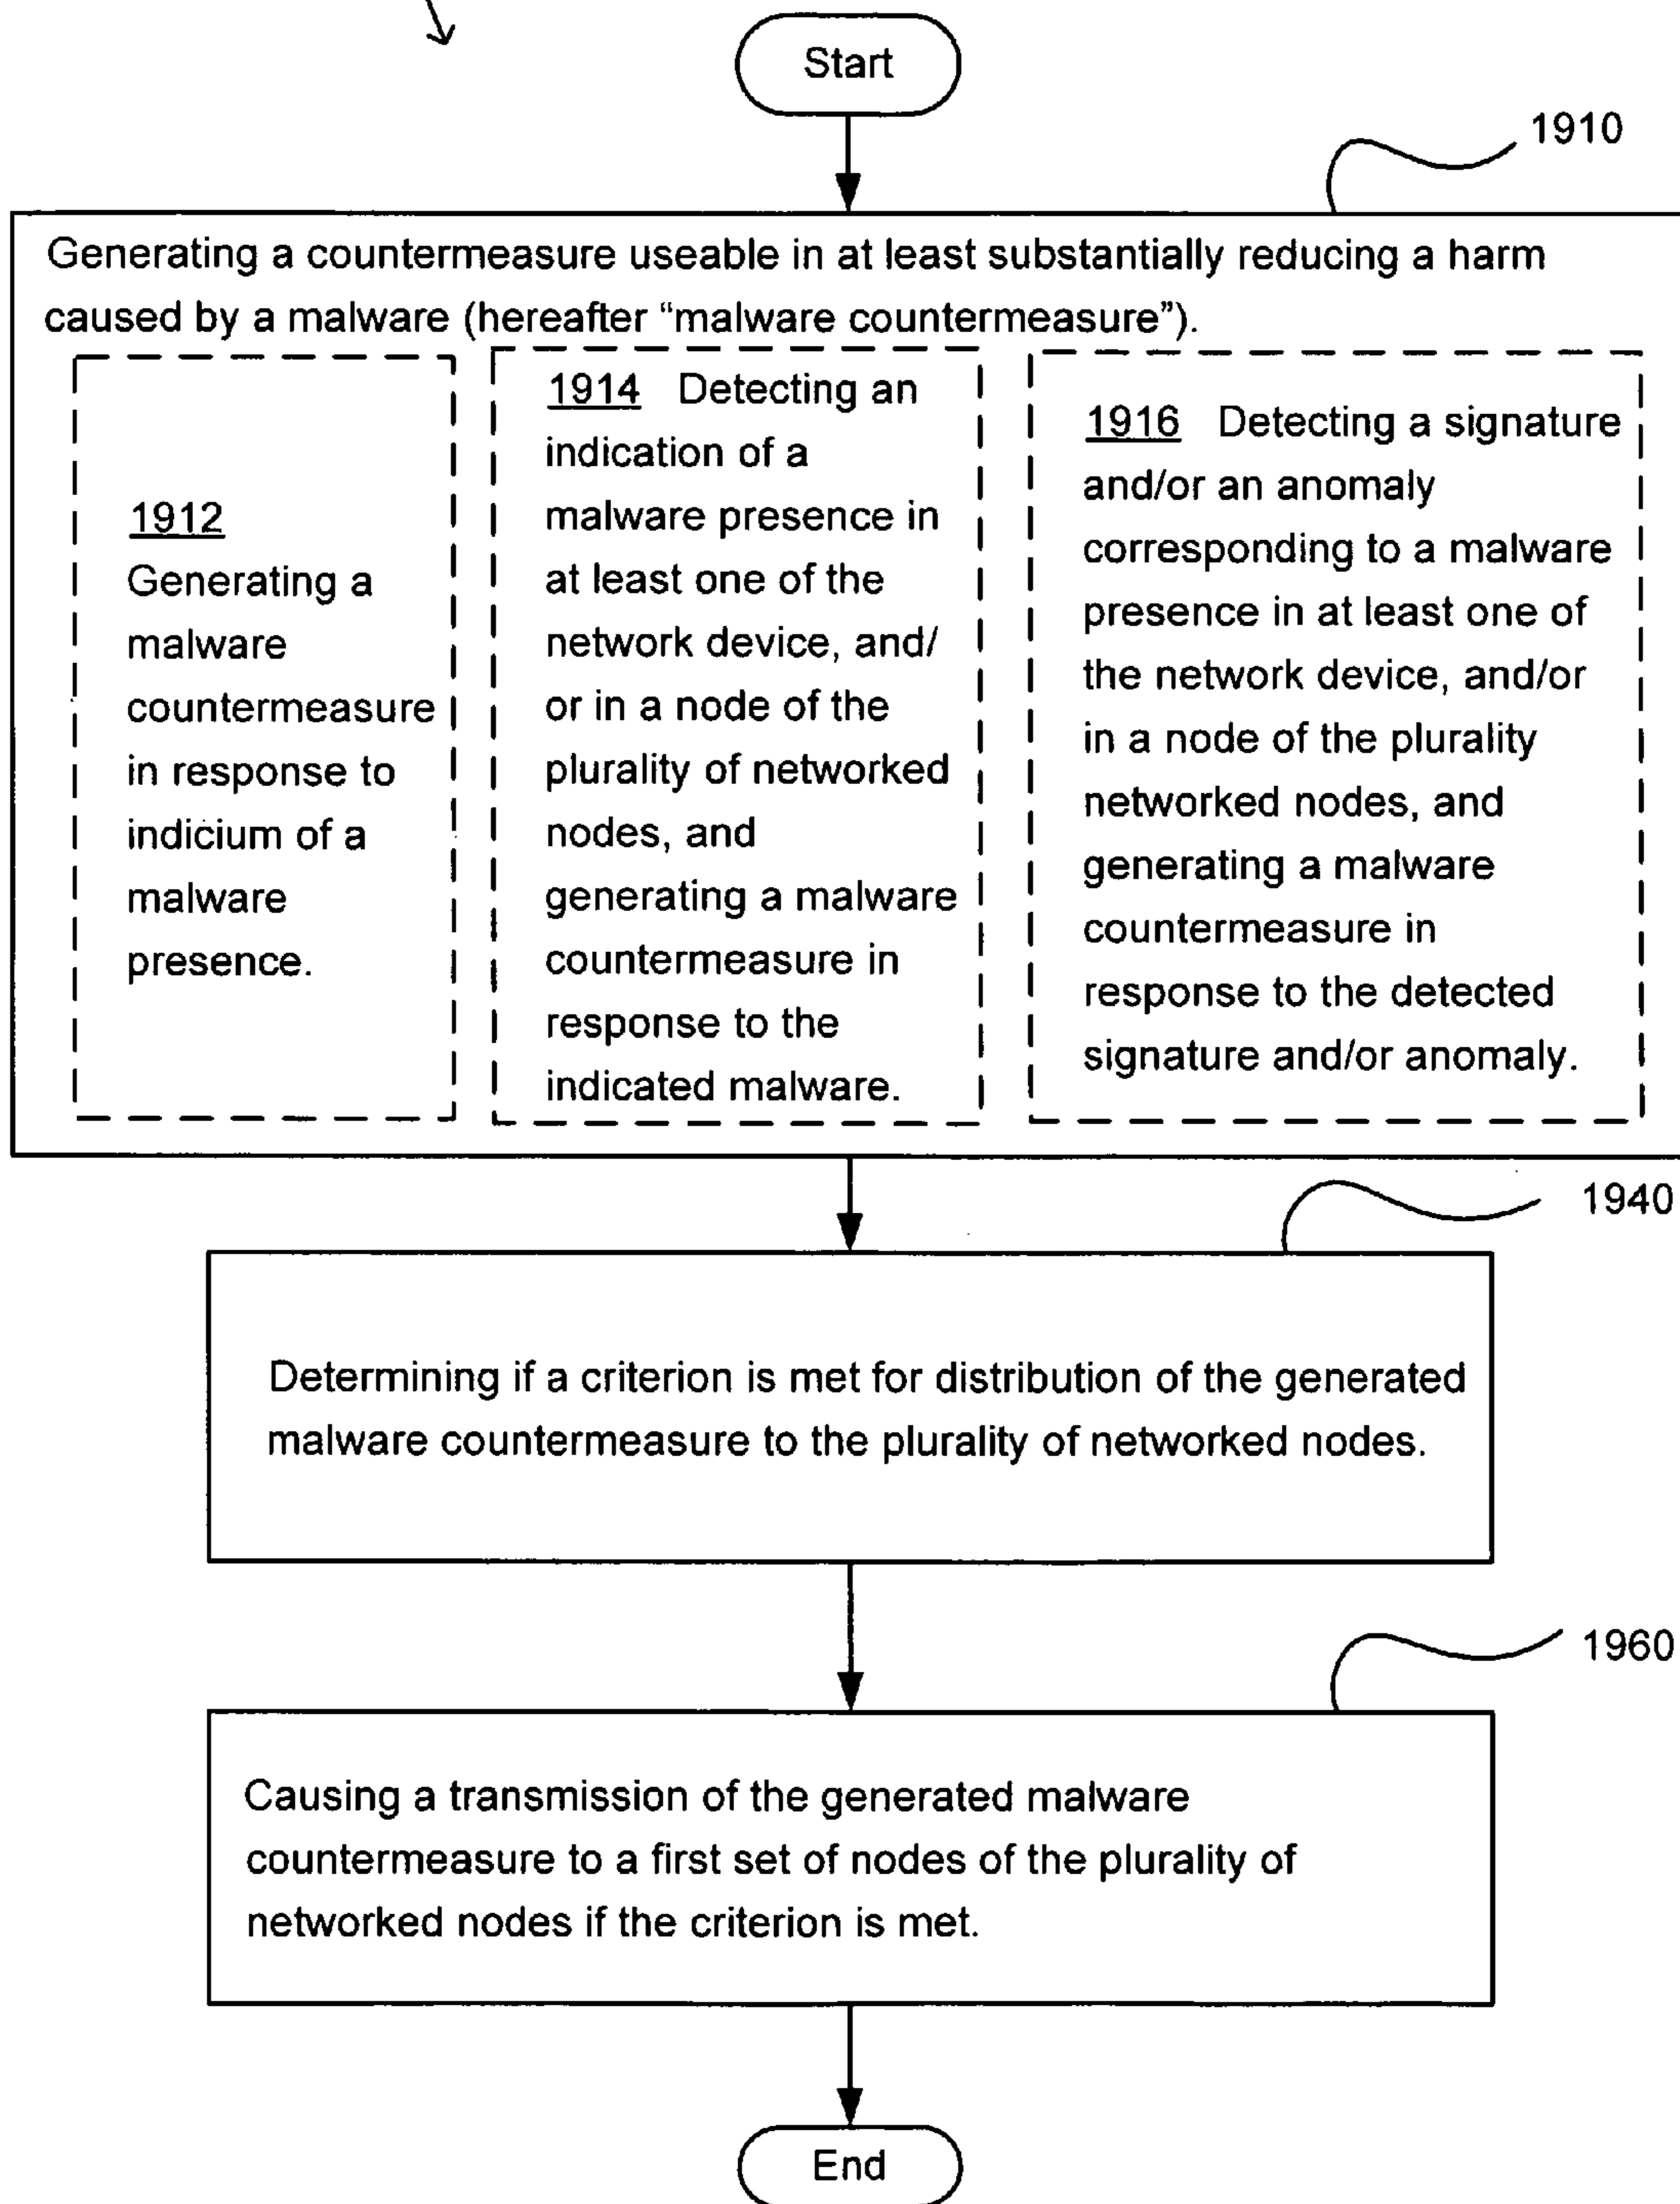 Start
1910
Generating a countermeasure useable in at least substantially reducing a harm
caused by a malware (hereafter “malware countermeasure”).
1912
Generating a
malware
countermeasure
in response to
indicium of a
malware
presence.
1914 Detecting an
indication of a
malware presence in
at least one of the
network device, and/
or in a node of the
plurality of networked
nodes, and
generating a malware
countermeasure in
response to the
indicated malware.
1916 Detecting a signature
and/or an anomaly
corresponding to a malware
presence in at least one of
the network device, and/or
in a node of the plurality
networked nodes, and
generating a malware
countermeasure in
response to the detected
signature and/or anomaly.
1940
Determining if a criterion is met for distribution of the generated
malware countermeasure to the plurality of networked nodes.
1960
Causing a transmission of the generated malware
countermeasure to a first set of nodes of the plurality of
networked nodes if the criterion is met.
End